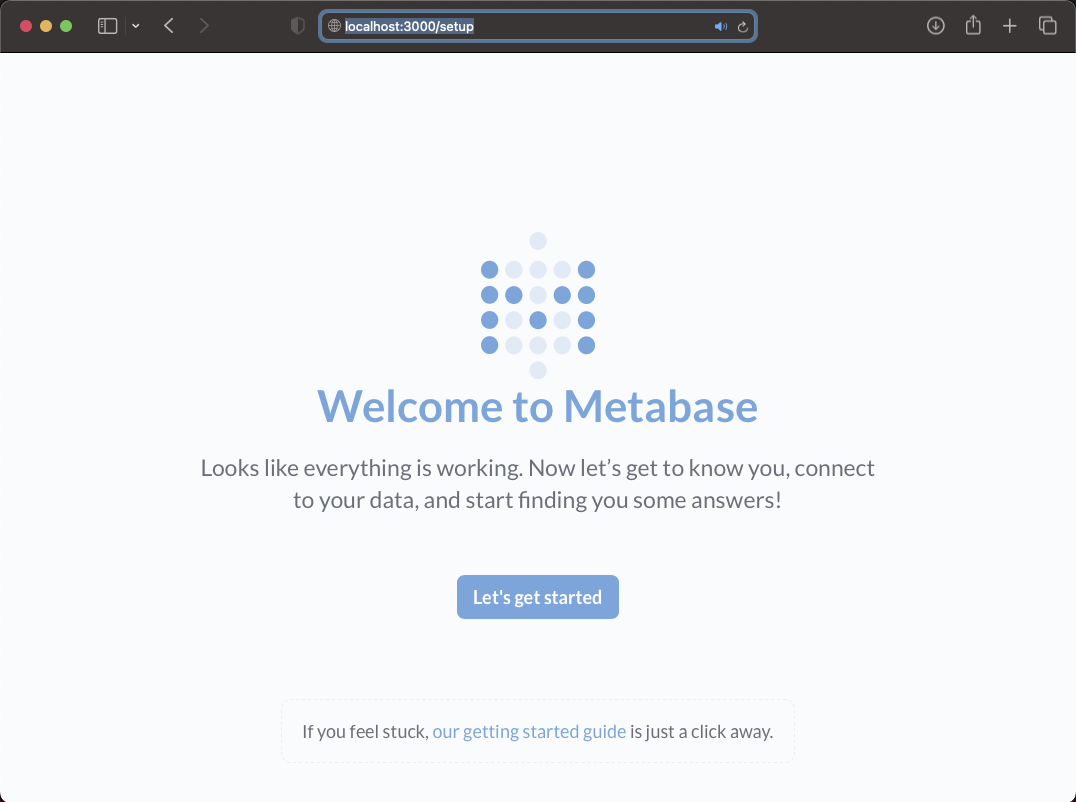 localhost:3000/setup
Welcome to Metabase
Looks like everything is working. Now let’s get to know you, connect
to your data, and start finding you some answers!
Let's get started
If you feel stuck, our getting started guide is just a click away.